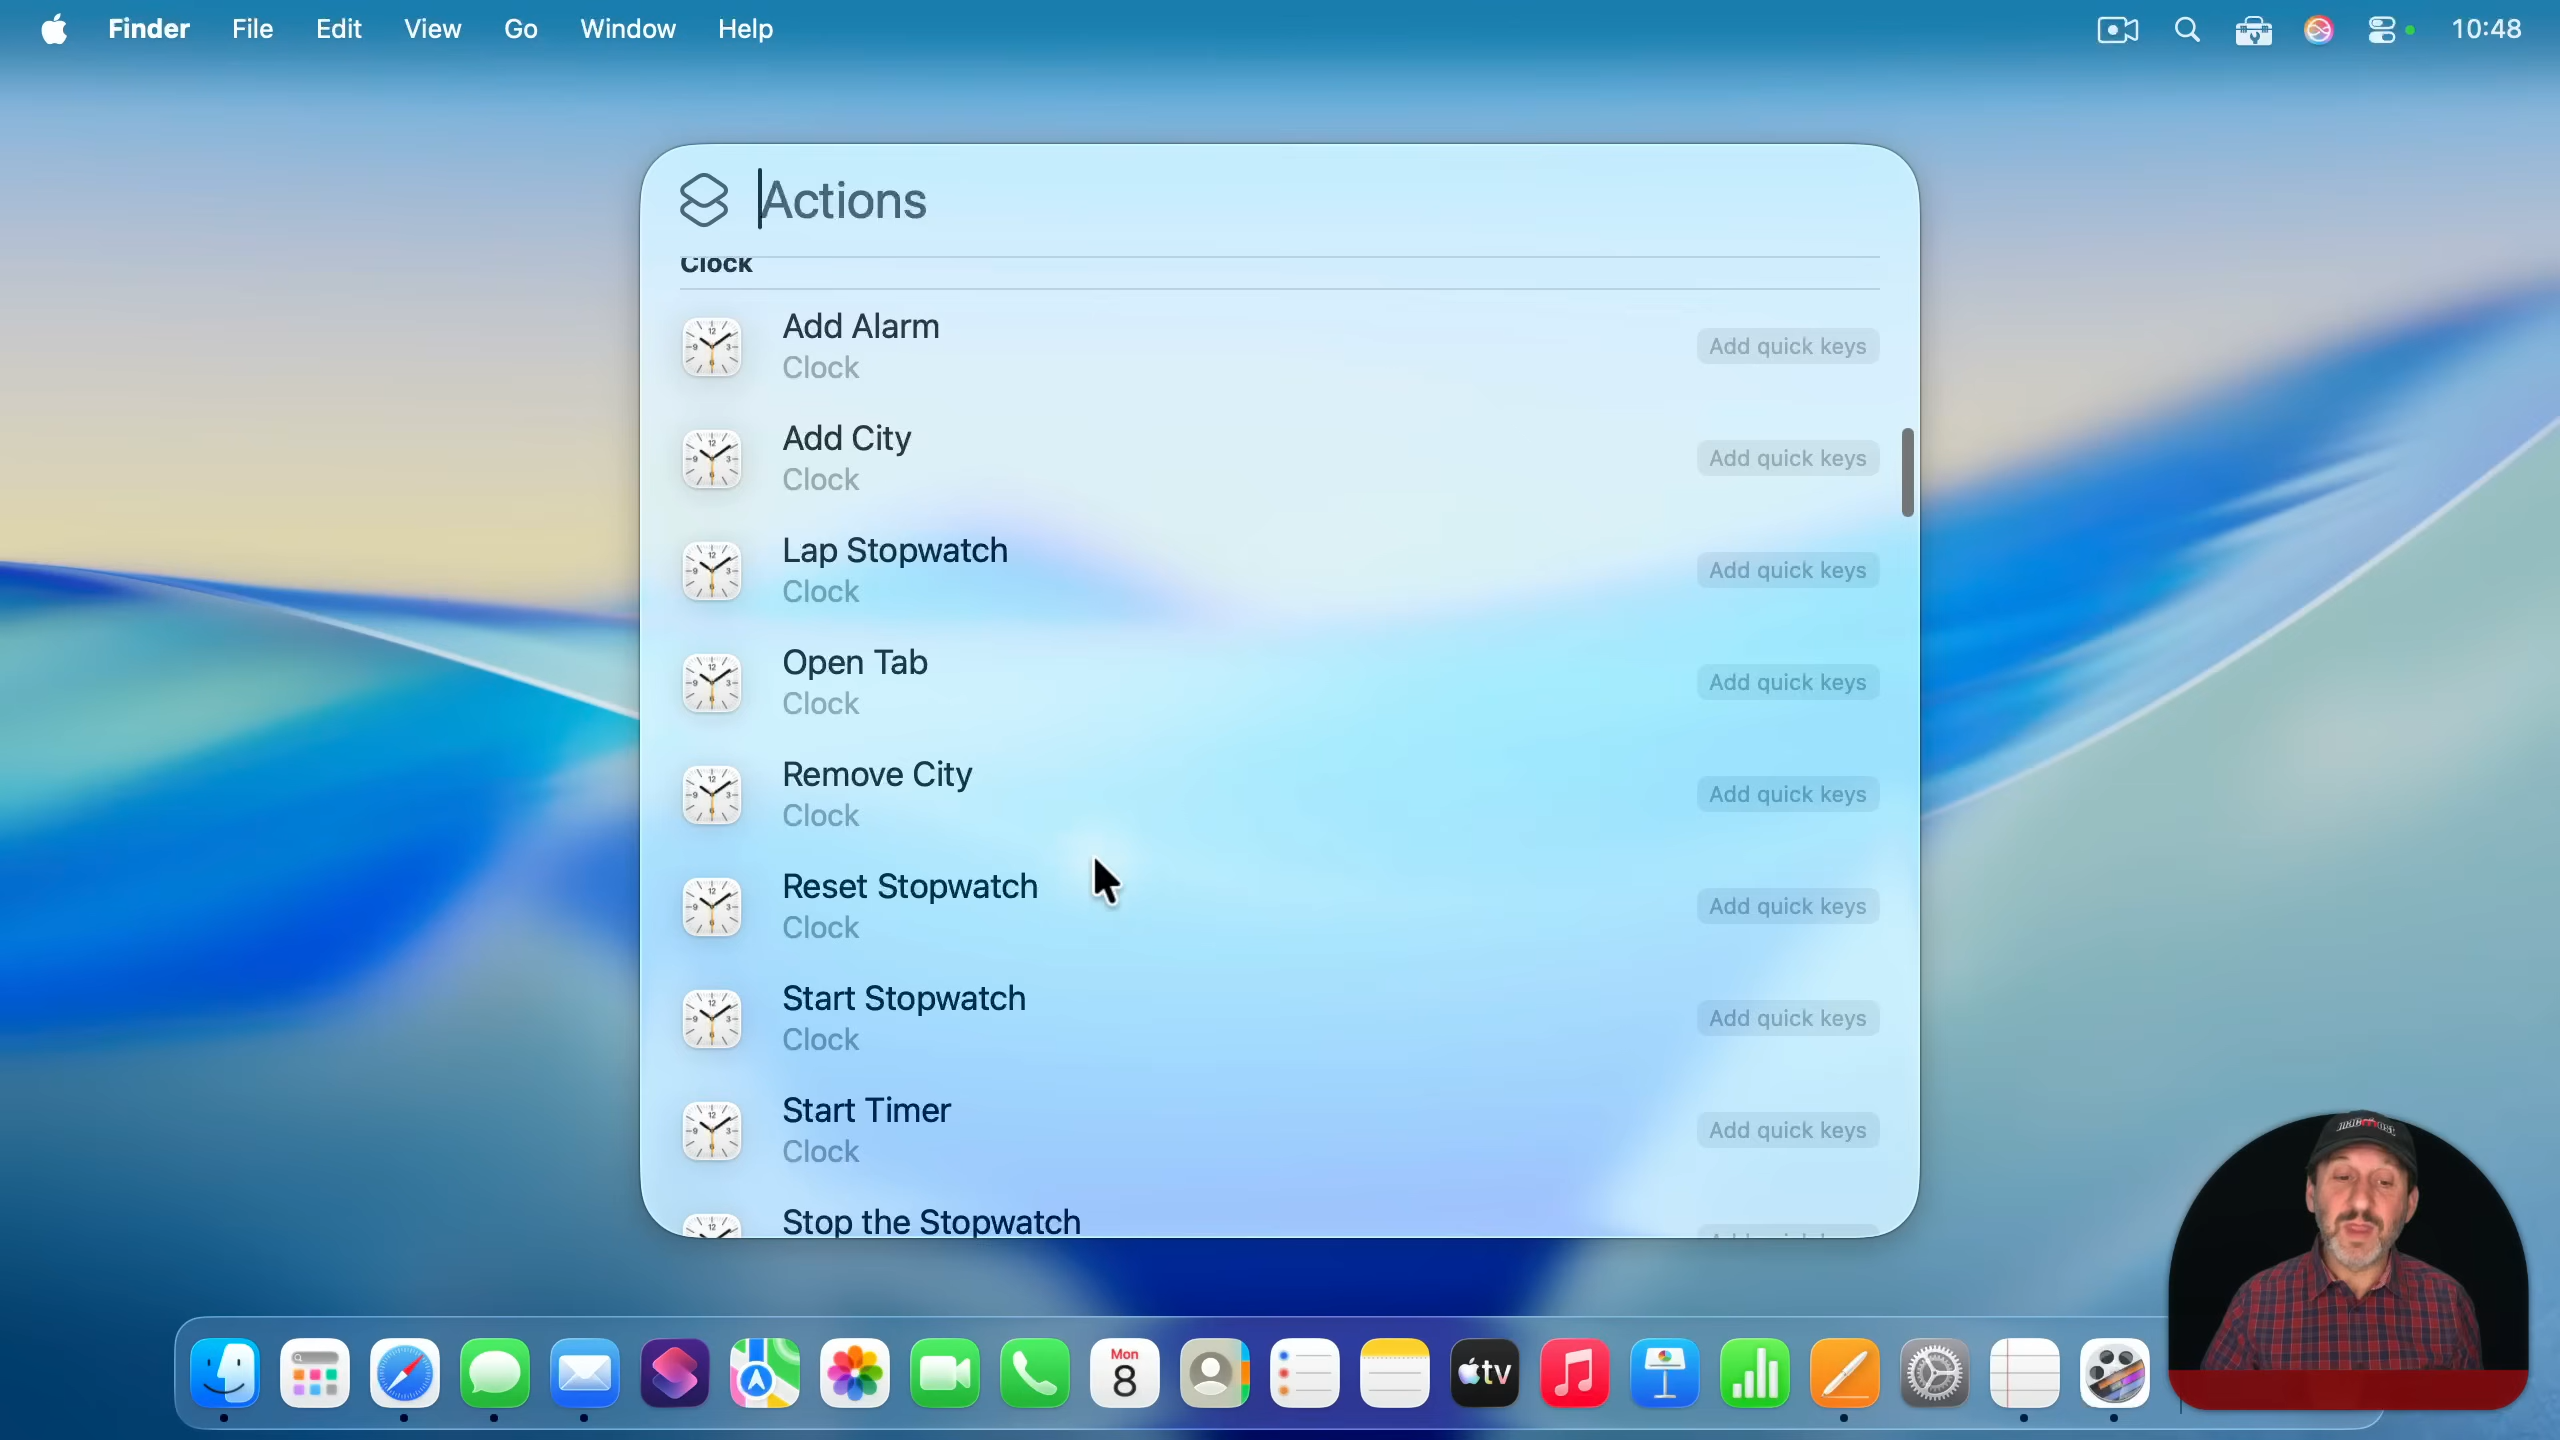 Finder File Edit View Go Window Help 10:48
Actions
Clock
Add Alarm
Clock
Add quick keys
Add City
Clock
Add quick keys
Lap Stopwatch
Clock
Add quick keys
Open Tab
Clock
Add quick keys
Remove City
Clock
Add quick keys
Reset Stopwatch
Clock
Add quick keys
Start Stopwatch
Clock
Add quick keys
Start Timer
Clock
Add quick keys
Stop the Stopwatch
Mon
8
tv